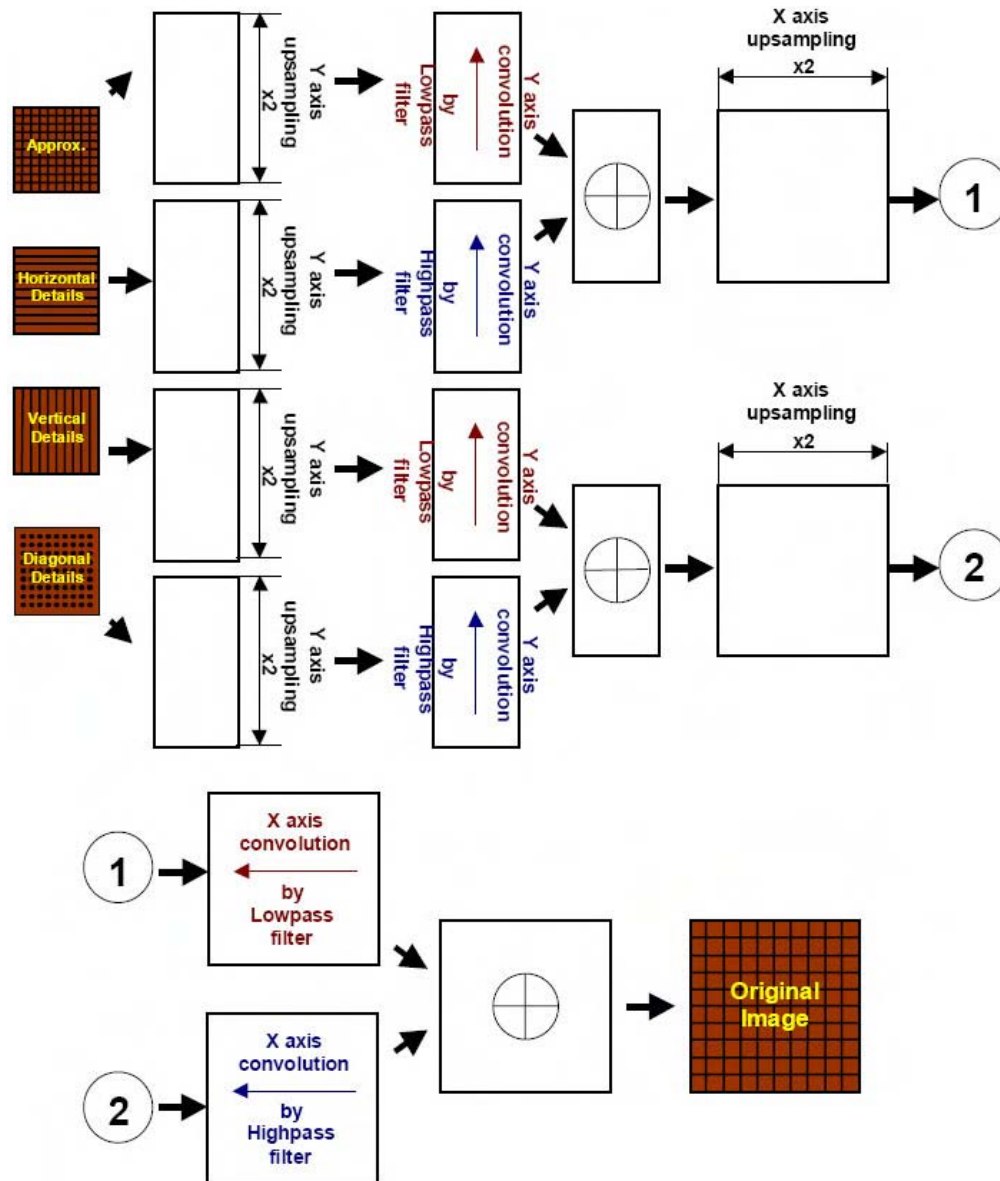 X axis
upsampling
x2
Approx.
Y axis
upsampling
x2
Y axis
convolution
by
Lowpass
filter
1
Horizontal
Details
Y axis
upsampling
x2
Y axis
convolution
by
Highpass
filter
X axis
upsampling
x2
Vertical
Details
Y axis
upsampling
x2
Y axis
convolution
by
Lowpass
filter
2
Diagonal
Details
Y axis
upsampling
x2
Y axis
convolution
by
Highpass
filter
1
X axis
convolution
by
Lowpass
filter
Original
Image
2
X axis
convolution
by
Highpass
filter